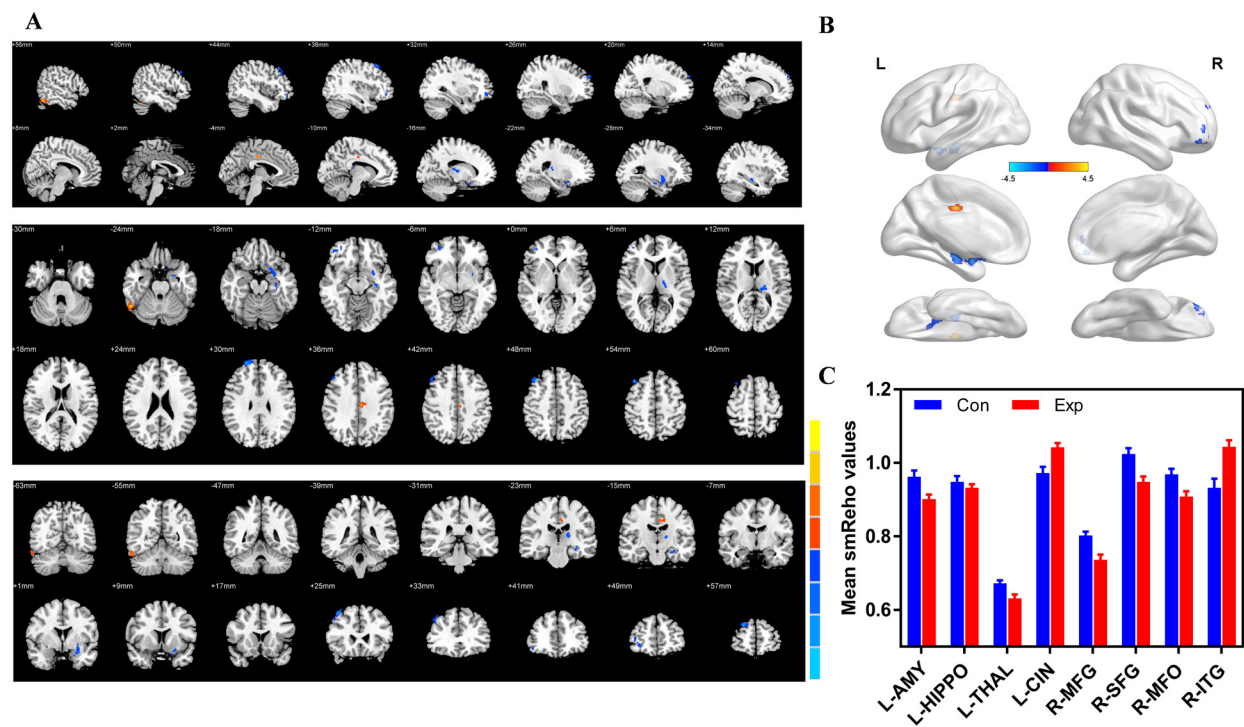 A
+56mm +50mm +44mm +38mm +32mm +26mm +20mm +14mm
+8mm +2mm -4mm -10mm -16mm -22mm -28mm -34mm
-30mm -24mm -18mm -12mm -6mm +0mm +6mm +12mm
+18mm +24mm +30mm +36mm +42mm +48mm +54mm +60mm
-63mm -55mm -47mm -39mm -31mm -23mm -15mm -7mm
+1mm +9mm +17mm +25mm +33mm +41mm +49mm +57mm
B
L R
-4.5 4.5
C
Con Exp
Mean smReho values
1.2
1.0
0.8
0.6
L-AMY L-HIPPO L-THAL L-CIN R-MFG R-SFG R-MFO R-ITG